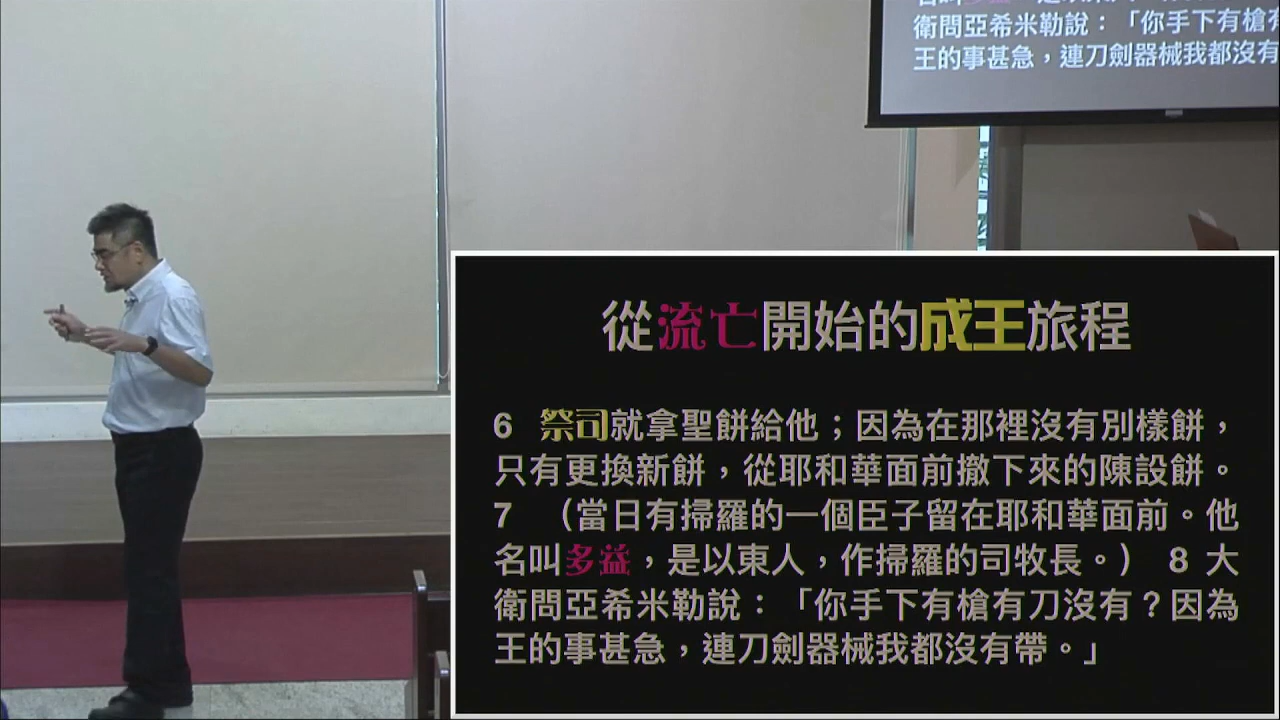 衛問亞希米勒說：「你手下有槍有
王的事甚急，連刀劍器械我都沒有
從流亡開始的成王旅程
6 祭司就拿聖餅給他；因為在那裡沒有別樣餅，
只有更換新餅，從耶和華面前撤下來的陳設餅。
7 （當日有掃羅的一個臣子留在耶和華面前。他
名叫多益，是以東人，作掃羅的司牧長。） 8 大
衛問亞希米勒說：「你手下有槍有刀沒有？因為
王的事甚急，連刀劍器械我都沒有帶。」